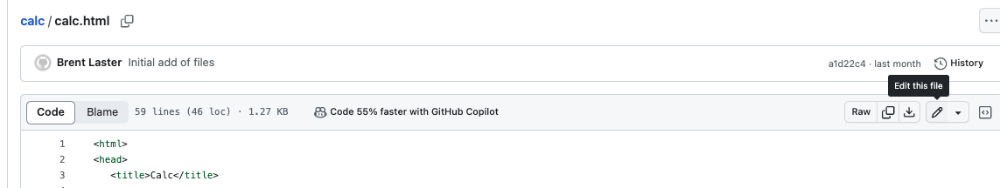 calc / calc.html
Brent Laster Initial add of files a1d22c4 · last month History
Edit this file
Code Blame 59 lines (46 loc) · 1.27 KB Code 55% faster with GitHub Copilot Raw
1 <html>
2 <head>
3 <title>Calc</title>